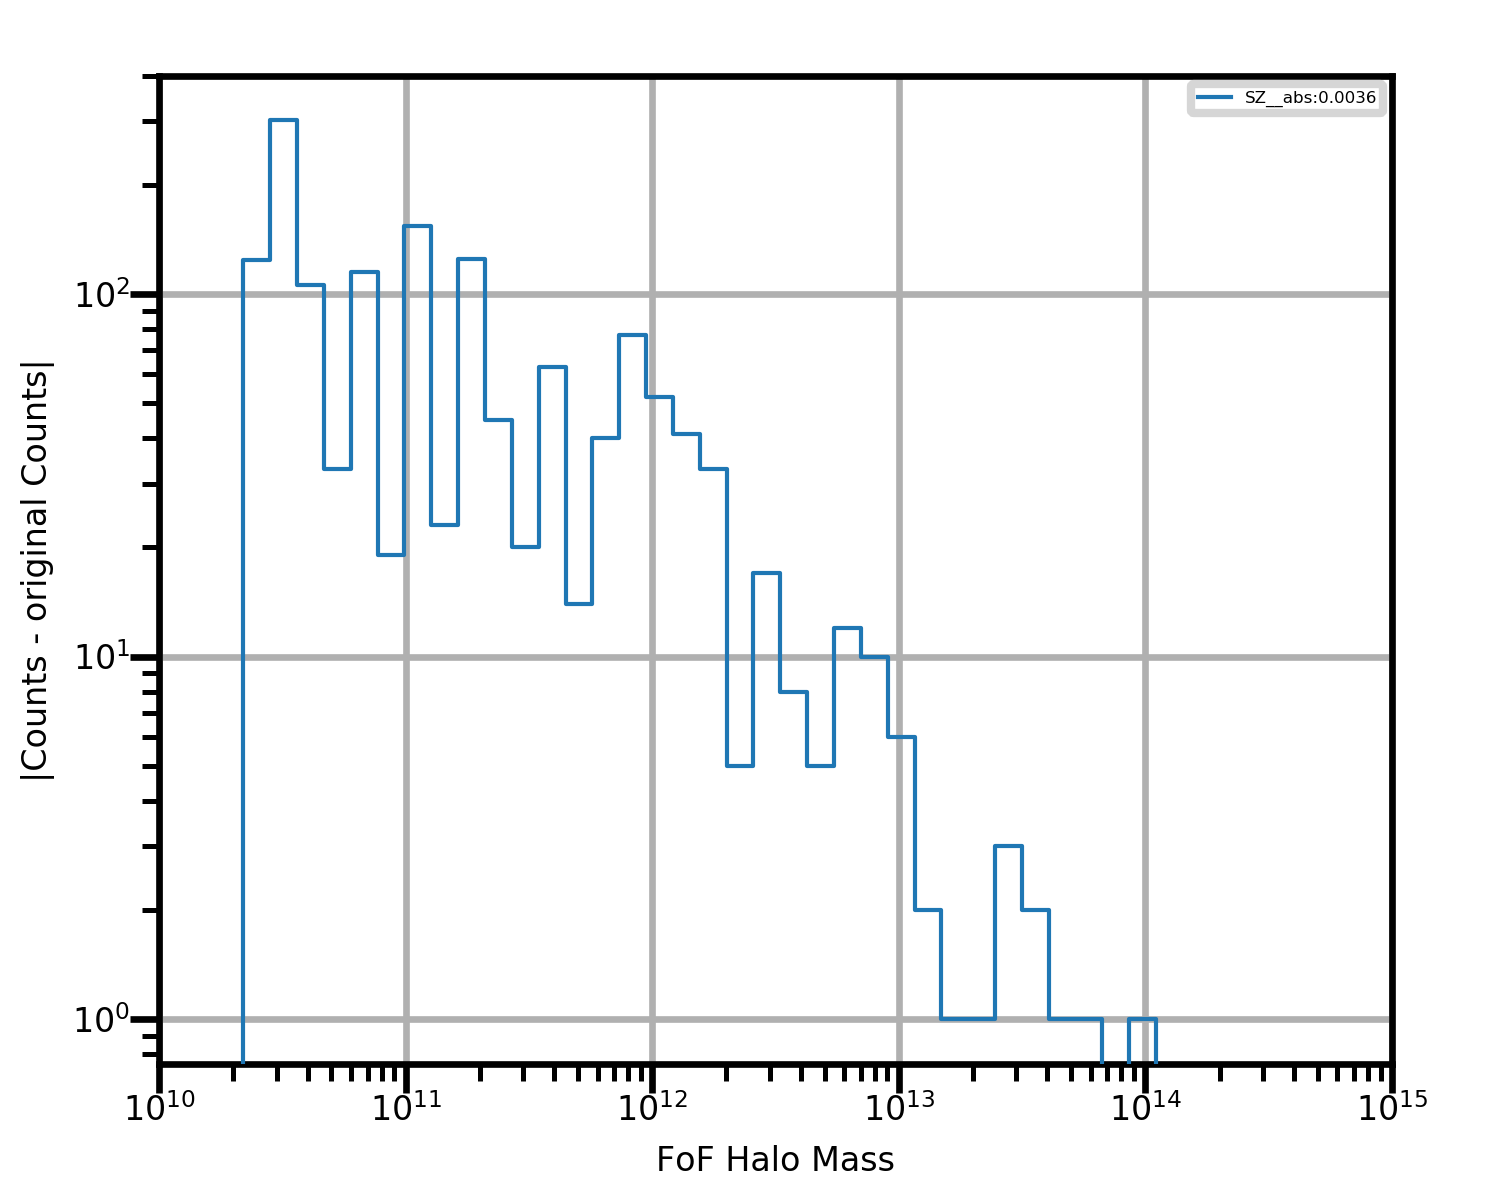 SZ__abs:0.0036
|Counts - original Counts|
10²
10¹
10⁰
10¹⁰ 10¹¹ 10¹² 10¹³ 10¹⁴ 10¹⁵
FoF Halo Mass